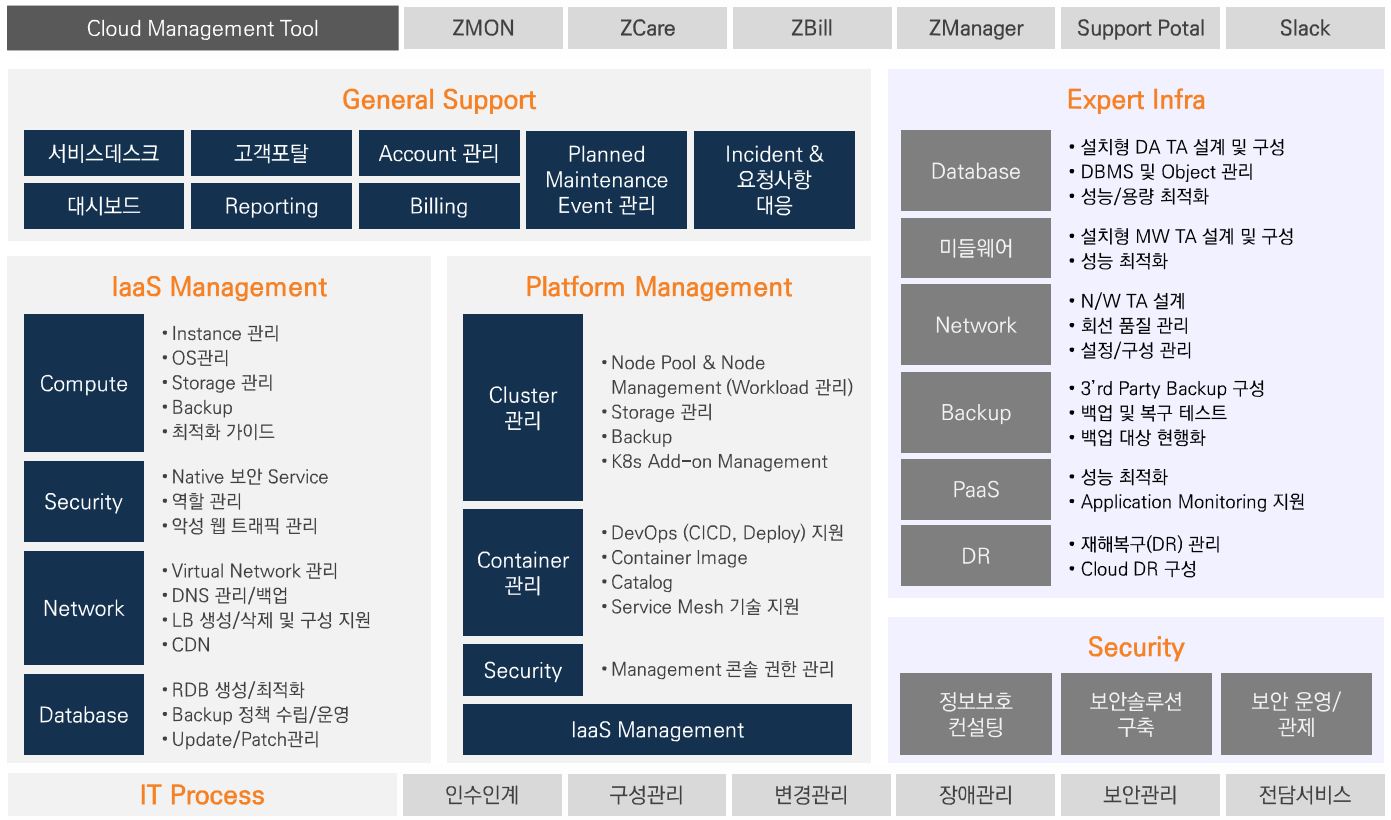 Cloud Management Tool
ZMON
ZCare
ZBill
ZManager
Support Potal
Slack
General Support
서비스데스크
고객포탈
Account 관리
Planned
Maintenance
Event 관리
Incident &
요청사항
대응
대시보드
Reporting
Billing
IaaS Management
Compute
• Instance 관리
• OS관리
• Storage 관리
• Backup
• 최적화 가이드
Security
• Native 보안 Service
• 역할 관리
• 악성 웹 트래픽 관리
Network
• Virtual Network 관리
• DNS 관리/백업
• LB 생성/삭제 및 구성 지원
• CDN
Database
• RDB 생성/최적화
• Backup 정책 수립/운영
• Update/Patch관리
Platform Management
Cluster
관리
• Node Pool & Node
Management (Workload 관리)
• Storage 관리
• Backup
• K8s Add-on Management
Container
관리
• DevOps (CICD, Deploy) 지원
• Container Image
• Catalog
• Service Mesh 기술 지원
Security
• Management 콘솔 권한 관리
IaaS Management
Expert Infra
Database
• 설치형 DA TA 설계 및 구성
• DBMS 및 Object 관리
• 성능/용량 최적화
미들웨어
• 설치형 MW TA 설계 및 구성
• 성능 최적화
Network
• N/W TA 설계
• 회선 품질 관리
• 설정/구성 관리
Backup
• 3’rd Party Backup 구성
• 백업 및 복구 테스트
• 백업 대상 현행화
PaaS
• 성능 최적화
• Application Monitoring 지원
DR
• 재해복구(DR) 관리
• Cloud DR 구성
Security
정보보호
컨설팅
보안솔루션
구축
보안 운영/
관제
IT Process
인수인계
구성관리
변경관리
장애관리
보안관리
전담서비스